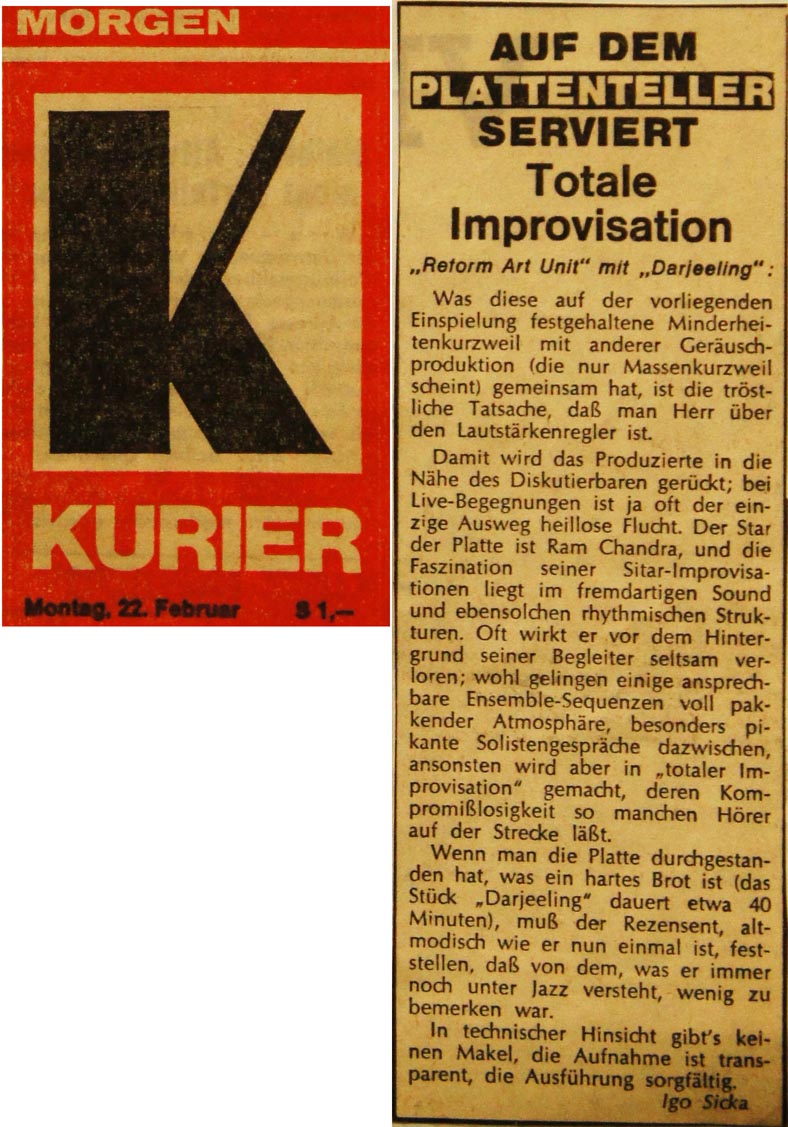 MORGEN
K
KURIER
Montag, 22. Februar S 1,—
AUF DEM
PLATTENTELLER
SERVIERT
Totale
Improvisation
„Reform Art Unit“ mit „Darjeeling“:
Was diese auf der vorliegenden
Einspielung festgehaltene Minderhei-
tenkurzweil mit anderer Geräusch-
produktion (die nur Massenkurzweil
scheint) gemeinsam hat, ist die tröst-
liche Tatsache, daß man Herr über
den Lautstärkenregler ist.
Damit wird das Produzierte in die
Nähe des Diskutierbaren gerückt; bei
Live-Begegnungen ist ja oft der ein-
zige Ausweg heillose Flucht. Der Star
der Platte ist Ram Chandra, und die
Faszination seiner Sitar-Improvisa-
tionen liegt im fremdartigen Sound
und ebensolchen rhythmischen Struk-
turen. Oft wirkt er vor dem Hinter-
grund seiner Begleiter seltsam ver-
loren; wohl gelingen einige ansprech-
bare Ensemble-Sequenzen voll pak-
kender Atmosphäre, besonders pi-
kante Solistengespräche dazwischen,
ansonsten wird aber in „totaler Im-
provisation“ gemacht, deren Kom-
promißlosigkeit so manchen Hörer
auf der Strecke läßt.
Wenn man die Platte durchgestan-
den hat, was ein hartes Brot ist (das
Stück „Darjeeling“ dauert etwa 40
Minuten), muß der Rezensent, alt-
modisch wie er nun einmal ist, fest-
stellen, daß von dem, was er immer
noch unter Jazz versteht, wenig zu
bemerken war.
In technischer Hinsicht gibt's kei-
nen Makel, die Aufnahme ist trans-
parent, die Ausführung sorgfältig.
Igo Sicka